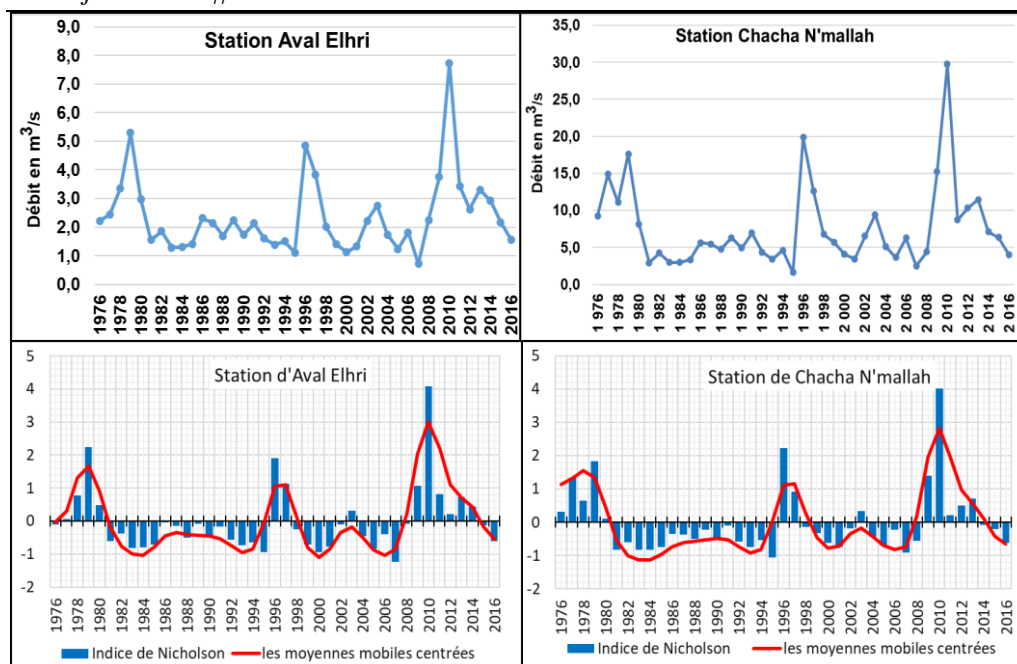 Station Aval Elhri
Débit en m³/s
9,0
8,0
7,0
6,0
5,0
4,0
3,0
2,0
1,0
0,0
1976 1978 1980 1982 1984 1986 1988 1990 1992 1994 1996 1998 2000 2002 2004 2006 2008 2010 2012 2014 2016
Station Chacha N'mallah
Débit en m³/s
35,0
30,0
25,0
20,0
15,0
10,0
5,0
0,0
1 976 1 978 1 980 1 982 1 984 1 986 1 988 1 990 1 992 1 994 1 996 1 998 2 000 2 002 2 004 2 006 2 008 2 010 2 012 2 014 2 016
Station d'Aval Elhri
5
4
3
2
1
0
-1
-2
1976 1978 1980 1982 1984 1986 1988 1990 1992 1994 1996 1998 2000 2002 2004 2006 2008 2010 2012 2014 2016
Indice de Nicholson les moyennes mobiles centrées
Station de Chacha N'mallah
5
4
3
2
1
0
-1
-2
1976 1978 1980 1982 1984 1986 1988 1990 1992 1994 1996 1998 2000 2002 2004 2006 2008 2010 2012 2014 2016
Indice de Nicholson les moyennes mobiles centrées